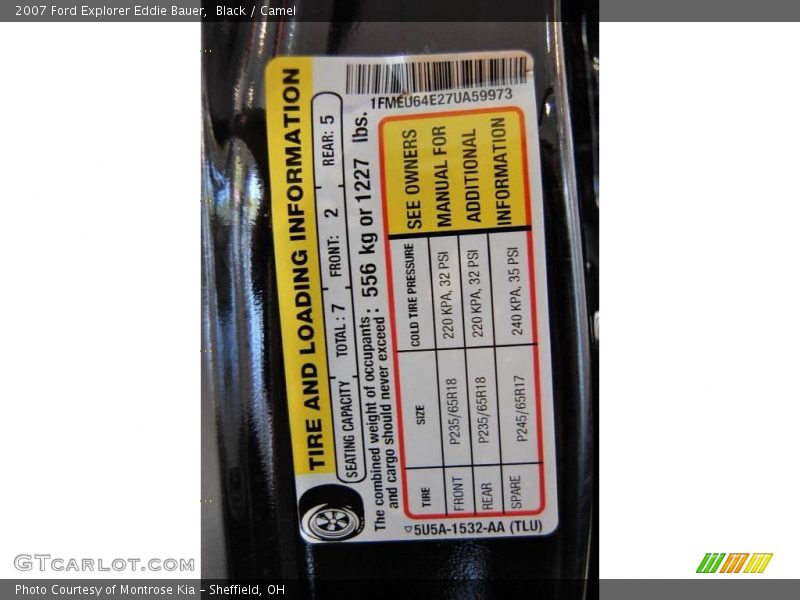 2007 Ford Explorer Eddie Bauer, Black / Camel
TIRE AND LOADING INFORMATION
SEATING CAPACITY TOTAL : 7 FRONT: 2 REAR: 5
The combined weight of occupants
and cargo should never exceed : 556 kg or 1227 lbs.
1FMEU64E27UA59973
TIRE SIZE COLD TIRE PRESSURE
FRONT P235/65R18 220 KPA, 32 PSI
REAR P235/65R18 220 KPA, 32 PSI
SPARE P245/65R17 240 KPA, 35 PSI
SEE OWNERS
MANUAL FOR
ADDITIONAL
INFORMATION
5U5A-1532-AA (TLU)
GTCARLOT.COM
Photo Courtesy of Montrose Kia - Sheffield, OH